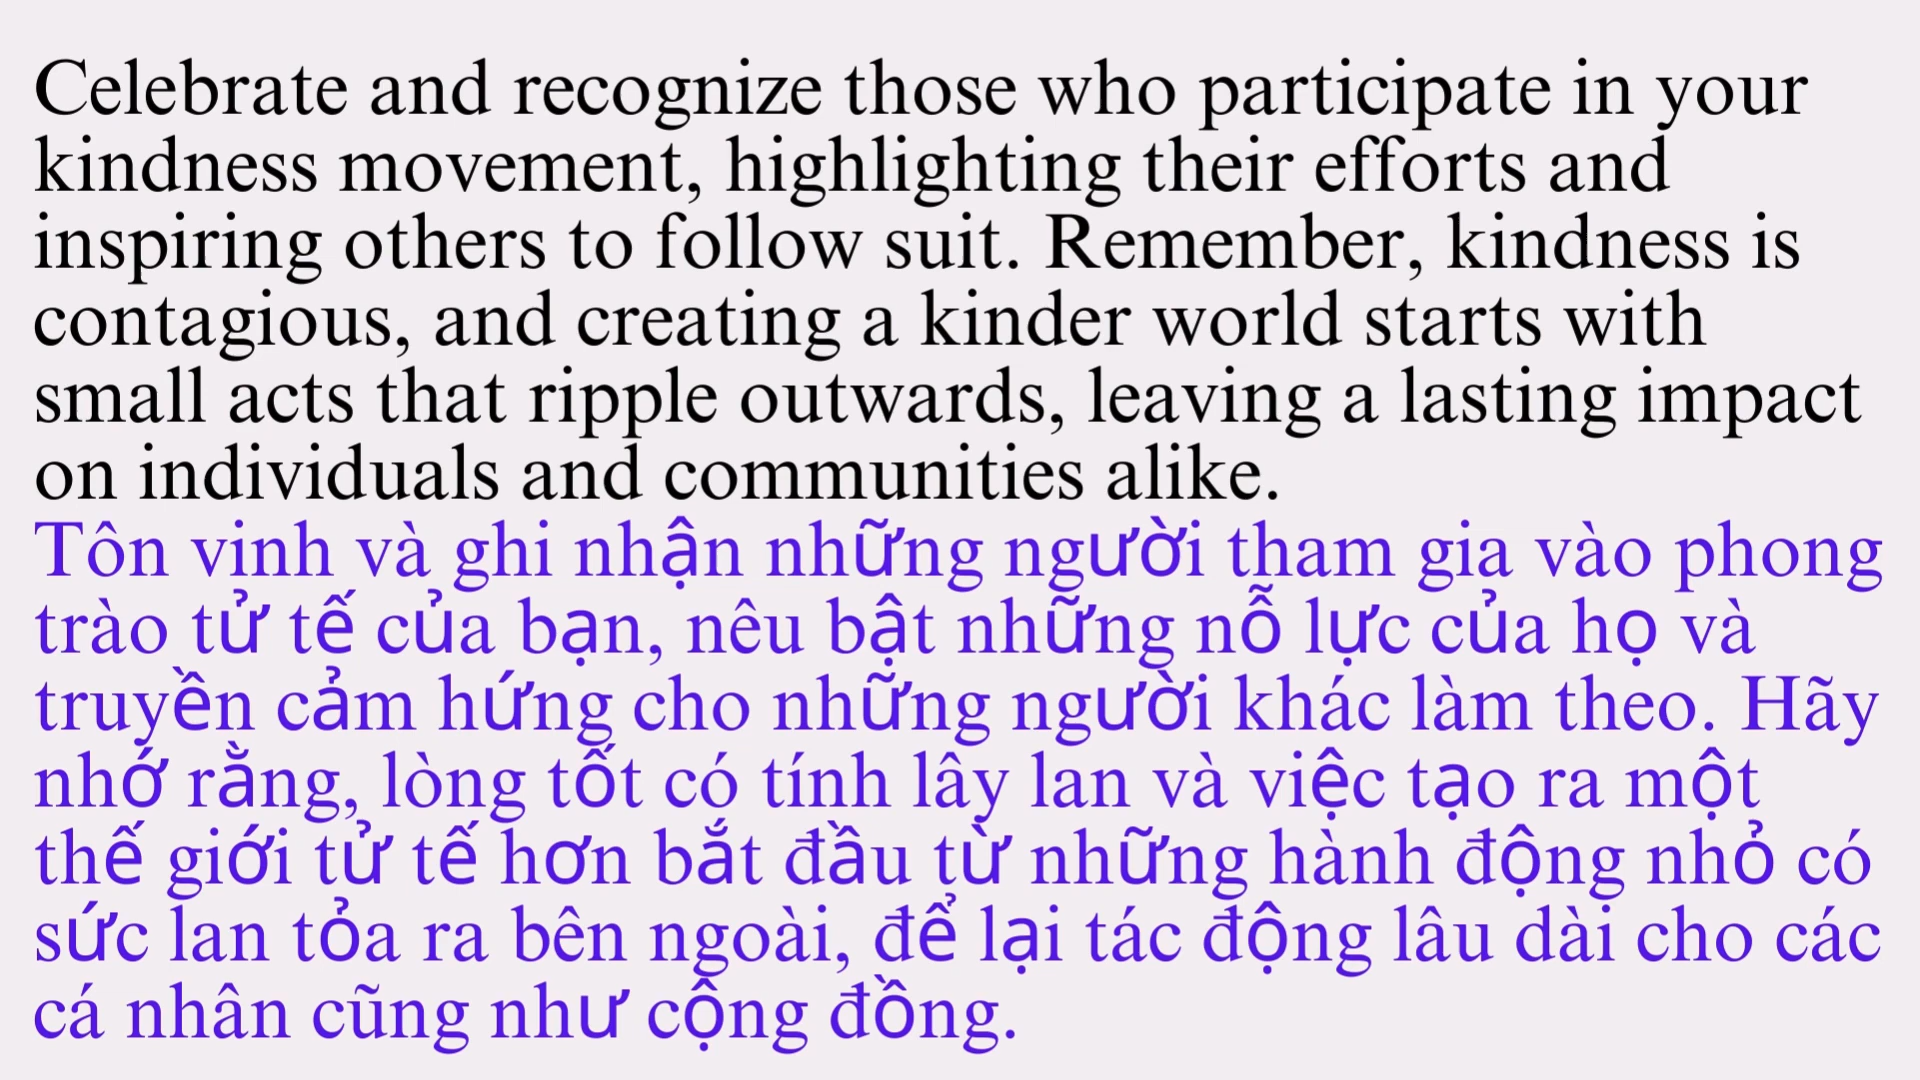 Celebrate and recognize those who participate in your
kindness movement, highlighting their efforts and
inspiring others to follow suit. Remember, kindness is
contagious, and creating a kinder world starts with
small acts that ripple outwards, leaving a lasting impact
on individuals and communities alike.
Tôn vinh và ghi nhận những người tham gia vào phong
trào tử tế của bạn, nêu bật những nỗ lực của họ và
truyền cảm hứng cho những người khác làm theo. Hãy
nhớ rằng, lòng tốt có tính lây lan và việc tạo ra một
thế giới tử tế hơn bắt đầu từ những hành động nhỏ có
sức lan tỏa ra bên ngoài, để lại tác động lâu dài cho các
cá nhân cũng như cộng đồng.